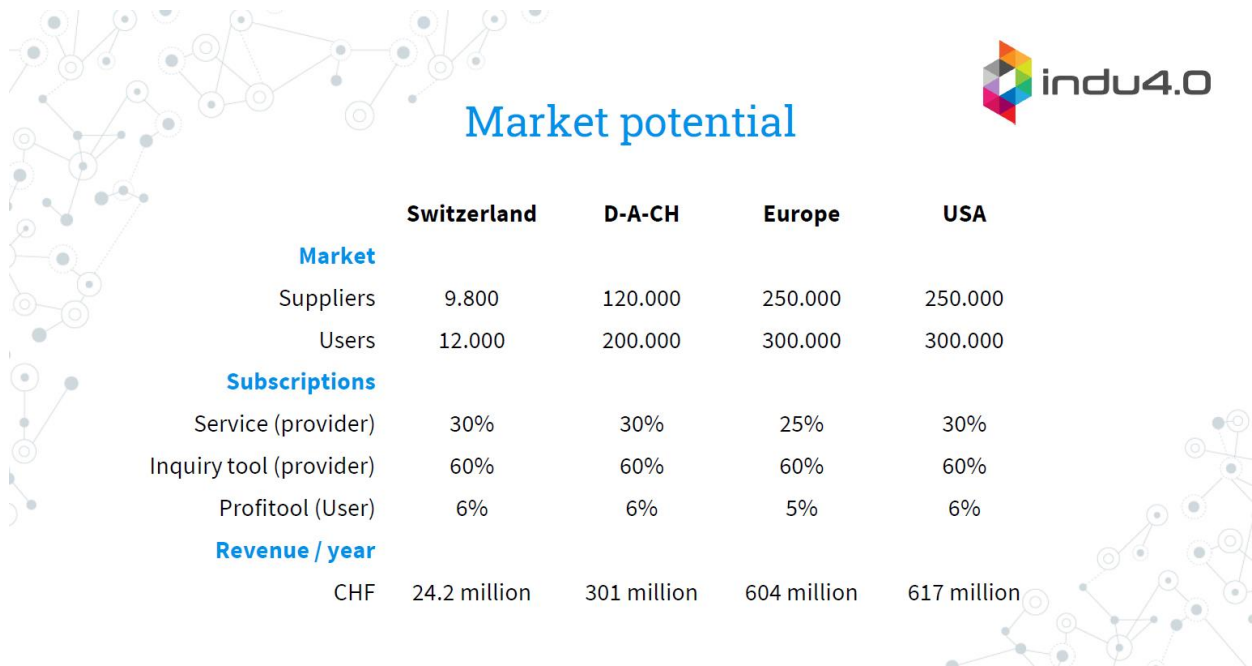 indu4.0
Market potential
Switzerland D-A-CH Europe USA
Market
Suppliers 9.800 120.000 250.000 250.000
Users 12.000 200.000 300.000 300.000
Subscriptions
Service (provider) 30% 30% 25% 30%
Inquiry tool (provider) 60% 60% 60% 60%
Profitool (User) 6% 6% 5% 6%
Revenue / year
CHF 24.2 million 301 million 604 million 617 million